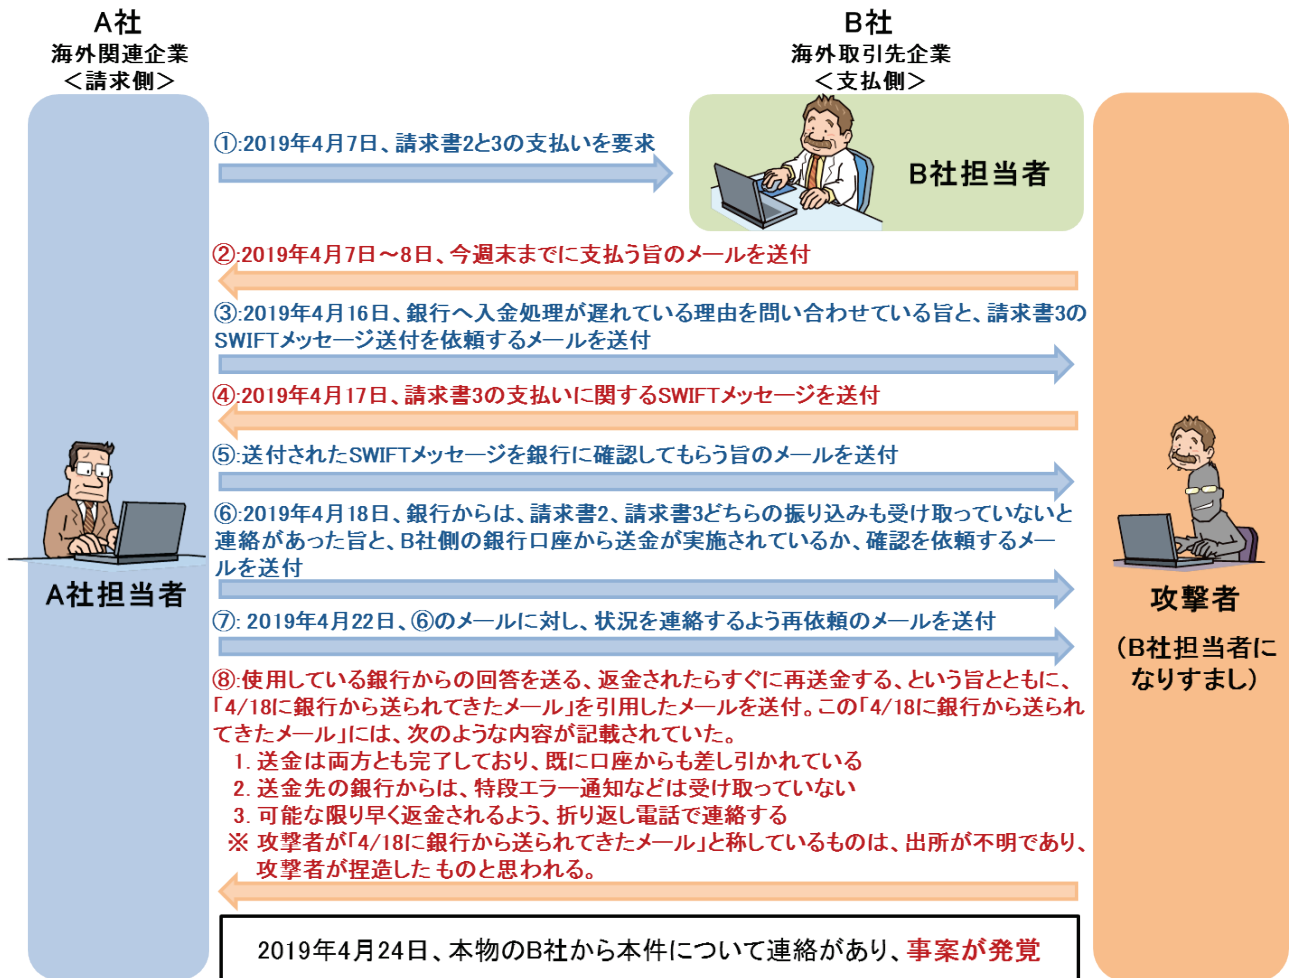 A社
海外関連企業
＜請求側＞
B社
海外取引先企業
＜支払側＞
①:2019年4月7日、請求書2と3の支払いを要求
B社担当者
②:2019年4月7日～8日、今週末までに支払う旨のメールを送付
③:2019年4月16日、銀行へ入金処理が遅れている理由を問い合わせている旨と、請求書3の
SWIFTメッセージ送付を依頼するメールを送付
④:2019年4月17日、請求書3の支払いに関するSWIFTメッセージを送付
⑤:送付されたSWIFTメッセージを銀行に確認してもらう旨のメールを送付
⑥:2019年4月18日、銀行からは、請求書2、請求書3どちらの振り込みも受け取っていないと
連絡があった旨と、B社側の銀行口座から送金が実施されているか、確認を依頼するメー
ルを送付
A社担当者
⑦: 2019年4月22日、⑥のメールに対し、状況を連絡するよう再依頼のメールを送付
攻撃者
（B社担当者に
なりすまし）
⑧:使用している銀行からの回答を送る、返金されたらすぐに再送金する、という旨とともに、
「4/18に銀行から送られてきたメール」を引用したメールを送付。この「4/18に銀行から送られ
てきたメール」には、次のような内容が記載されていた。
1. 送金は両方とも完了しており、既に口座からも差し引かれている
2. 送金先の銀行からは、特段エラー通知などは受け取っていない
3. 可能な限り早く返金されるよう、折り返し電話で連絡する
※ 攻撃者が「4/18に銀行から送られてきたメール」と称しているものは、出所が不明であり、
攻撃者が捏造したものと思われる。
2019年4月24日、本物のB社から本件について連絡があり、事案が発覚